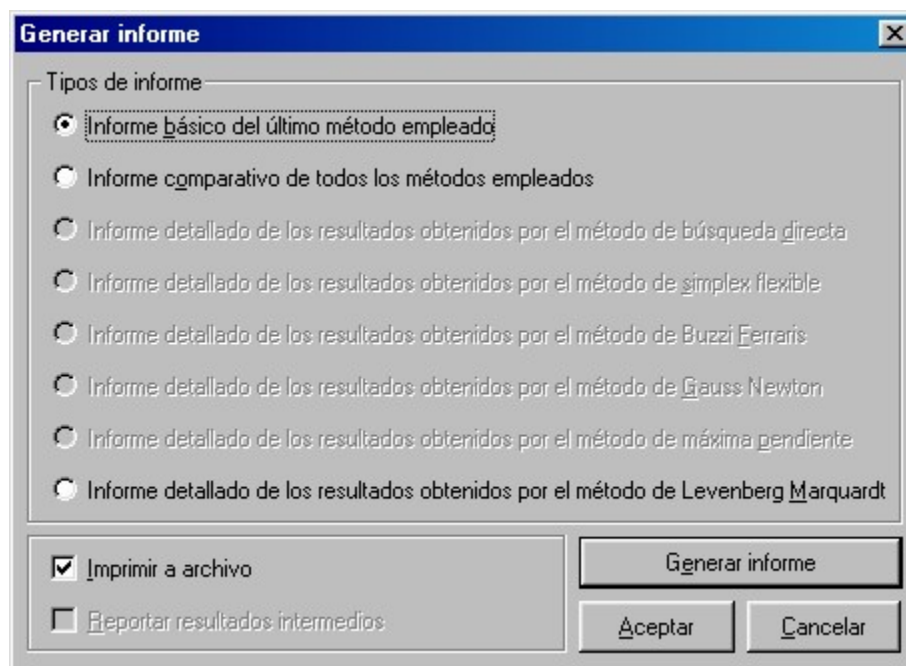 Generar informe
Tipos de informe
Informe básico del último método empleado
Informe comparativo de todos los métodos empleados
Informe detallado de los resultados obtenidos por el método de búsqueda directa
Informe detallado de los resultados obtenidos por el método de simplex flexible
Informe detallado de los resultados obtenidos por el método de Buzzi Ferraris
Informe detallado de los resultados obtenidos por el método de Gauss Newton
Informe detallado de los resultados obtenidos por el método de máxima pendiente
Informe detallado de los resultados obtenidos por el método de Levenberg Marquardt
Imprimir a archivo
Reportar resultados intermedios
Generar informe
Aceptar
Cancelar